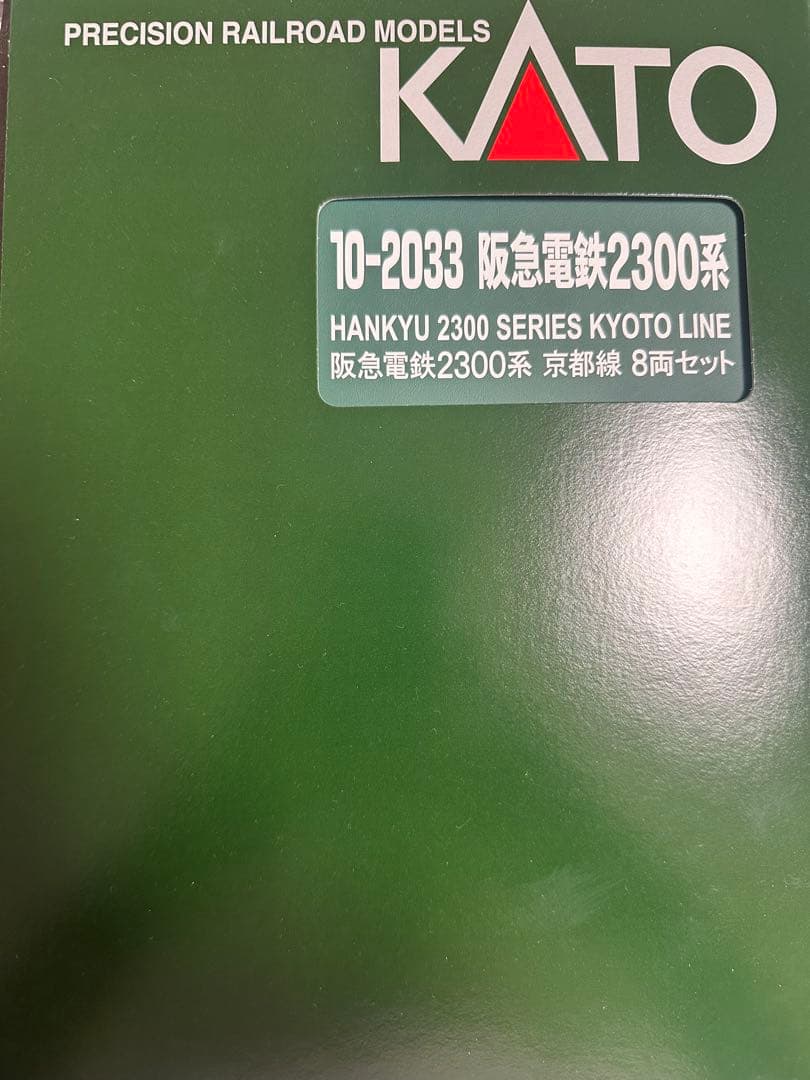 PRECISION RAILROAD MODELS
KATO
10-2033 阪急電鉄2300系
HANKYU 2300 SERIES KYOTO LINE
阪急電鉄2300系 京都線 8両セット